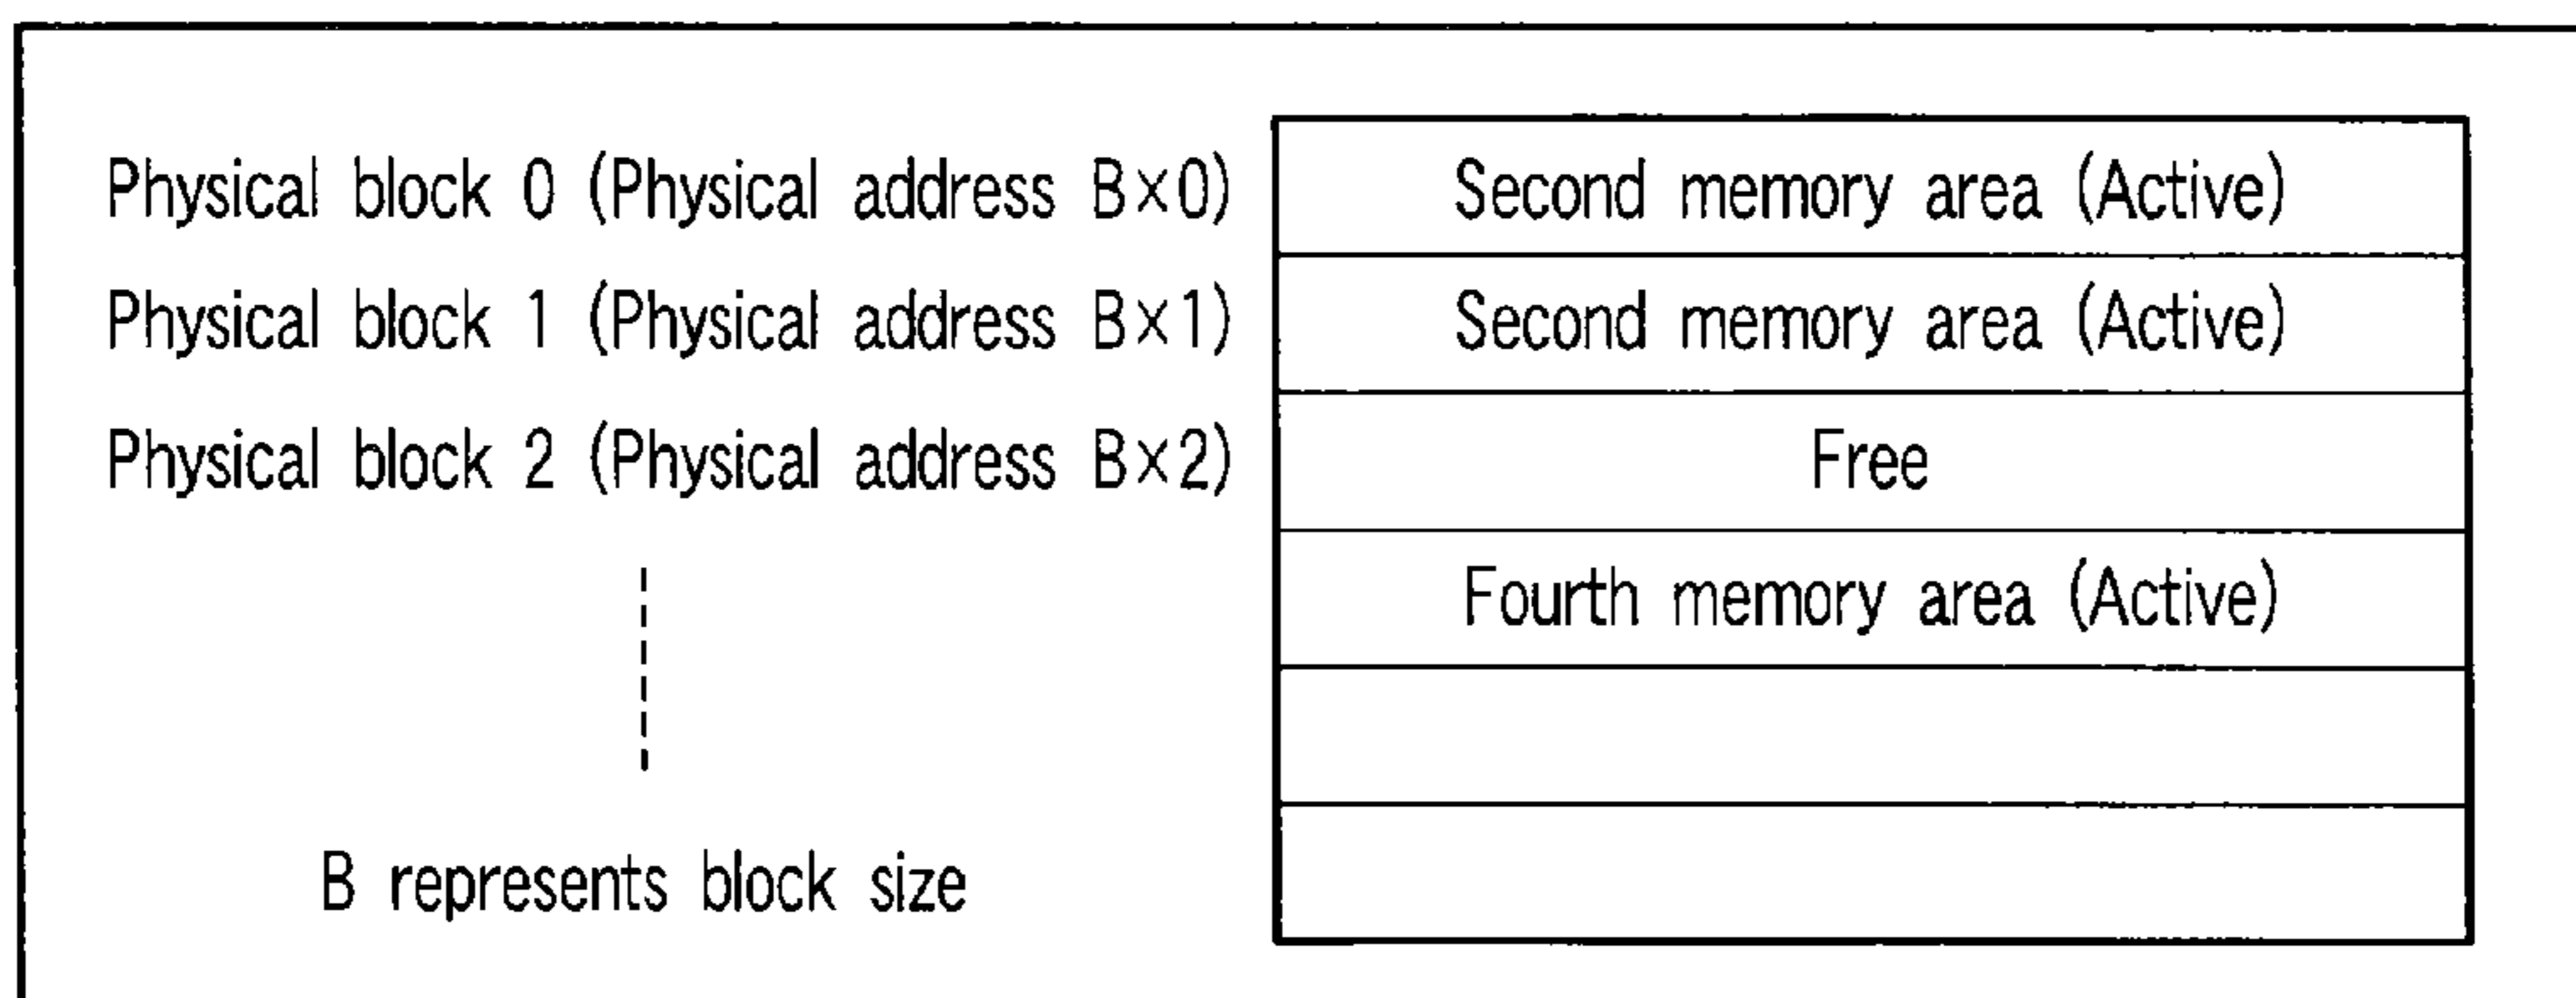 Physical block 0 (Physical address B×0) Second memory area (Active)
Physical block 1 (Physical address B×1) Second memory area (Active)
Physical block 2 (Physical address B×2) Free
Fourth memory area (Active)
B represents block size